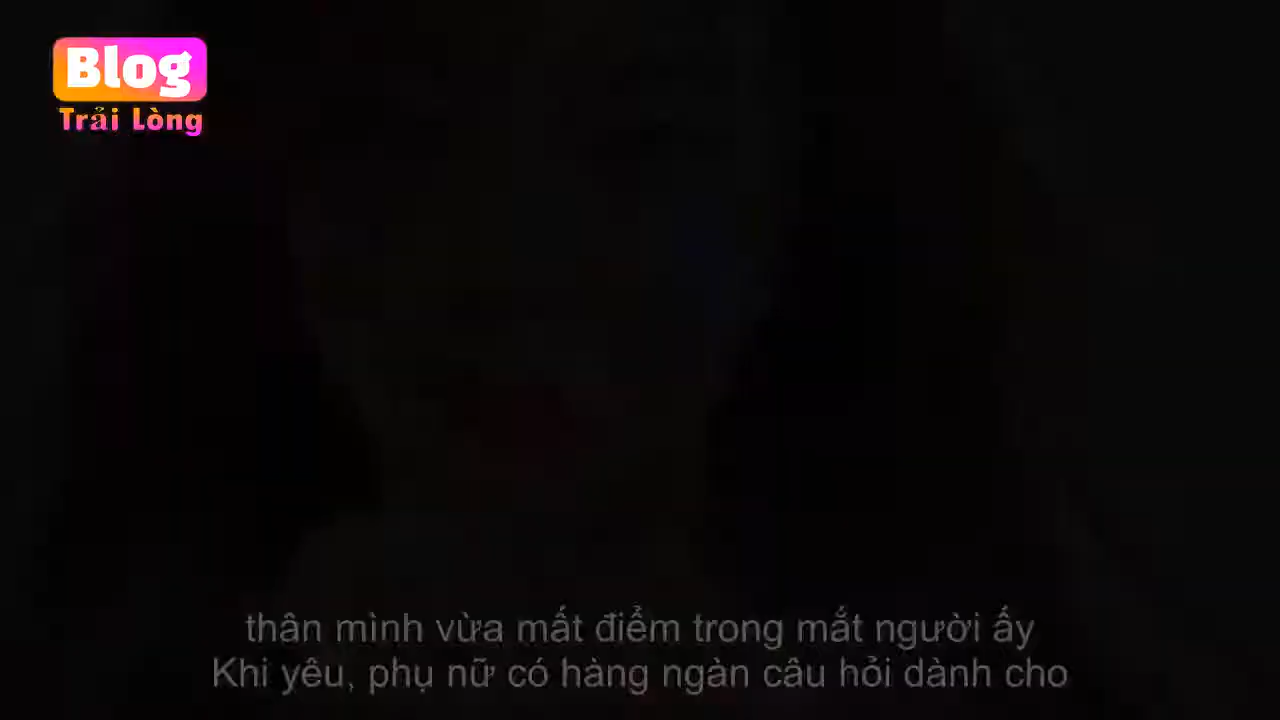 Blog
Trải Lòng
thân mình vừa mất điểm trong mắt người ấy
Khi yêu, phụ nữ có hàng ngàn câu hỏi dành cho